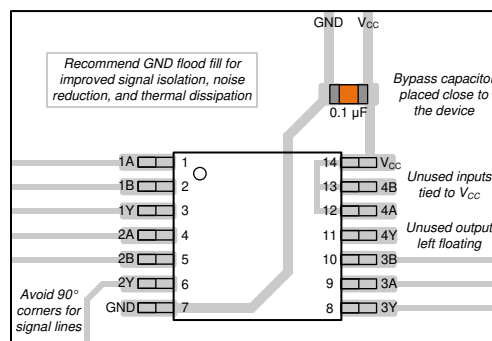 GND VCC
Recommend GND flood fill for
improved signal isolation, noise
reduction, and thermal dissipation
Bypass capacitor
placed close to
the device
0.1 µF
1A 1 14 VCC
1B 2 13 4B
1Y 3 12 4A
2A 4 11 4Y
2B 5 10 3B
2Y 6 9 3A
GND 7 8 3Y
Unused inputs
tied to VCC
Unused output
left floating
Avoid 90°
corners for
signal lines